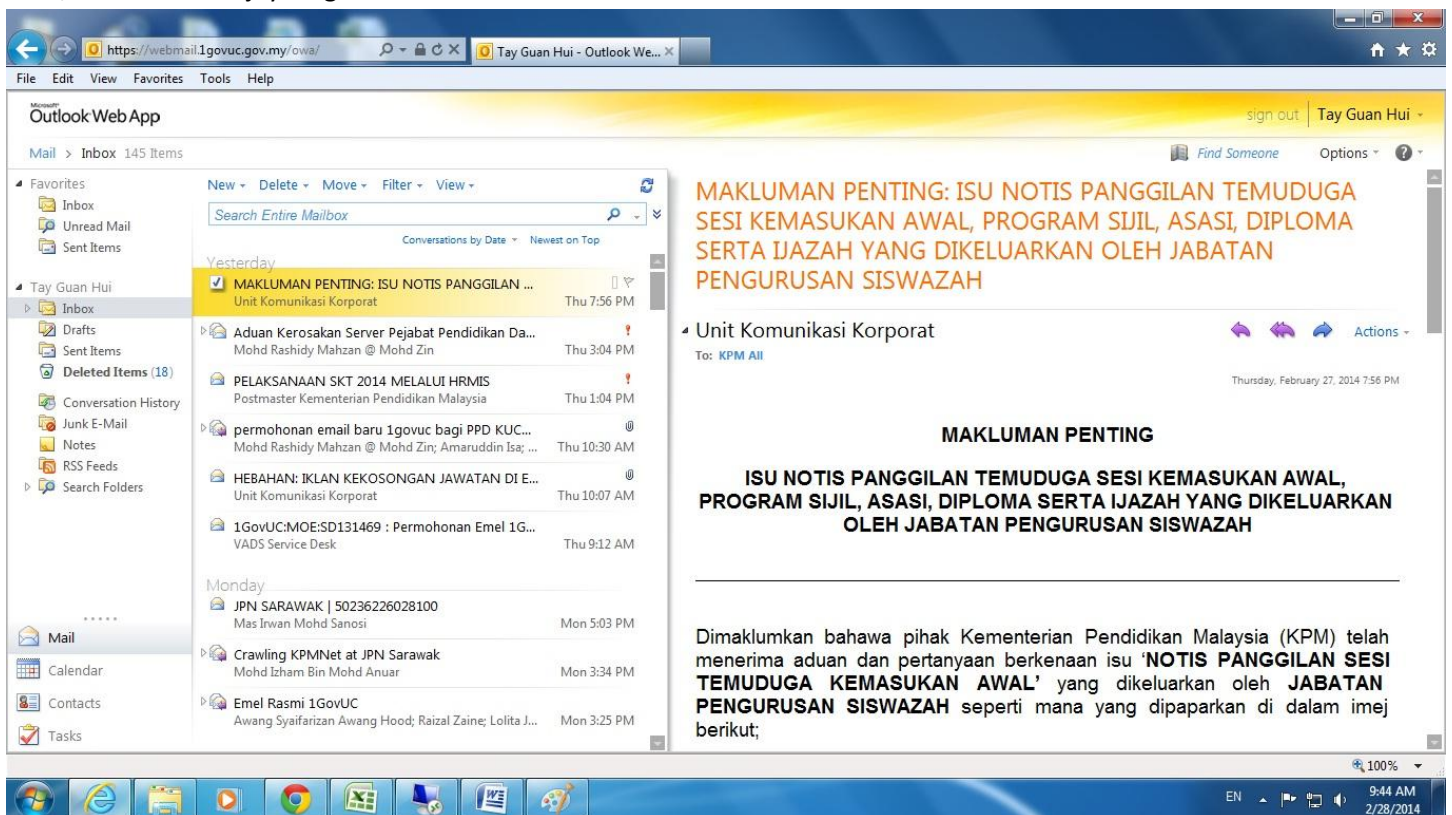 https://webmail.1govuc.gov.my/owa/
Tay Guan Hui - Outlook We...
File Edit View Favorites Tools Help
Microsoft
Outlook Web App
sign out Tay Guan Hui
Mail > Inbox 145 Items
Find Someone Options
Favorites
Inbox
Unread Mail
Sent Items
Tay Guan Hui
Inbox
Drafts
Sent Items
Deleted Items (18)
Conversation History
Junk E-Mail
Notes
RSS Feeds
Search Folders
Mail
Calendar
Contacts
Tasks
New Delete Move Filter View
Search Entire Mailbox
Conversations by Date Newest on Top
Yesterday
MAKLUMAN PENTING: ISU NOTIS PANGGILAN ...
Unit Komunikasi Korporat Thu 7:56 PM
Aduan Kerosakan Server Pejabat Pendidikan Da...
Mohd Rashidy Mahzan @ Mohd Zin Thu 3:04 PM
PELAKSANAAN SKT 2014 MELALUI HRMIS
Postmaster Kementerian Pendidikan Malaysia Thu 1:04 PM
permohonan email baru 1govuc bagi PPD KUC...
Mohd Rashidy Mahzan @ Mohd Zin; Amaruddin Isa; ... Thu 10:30 AM
HEBAHAN: IKLAN KEKOSONGAN JAWATAN DI E...
Unit Komunikasi Korporat Thu 10:07 AM
1GovUC:MOE:SD131469 : Permohonan Emel 1G...
VADS Service Desk Thu 9:12 AM
Monday
JPN SARAWAK | 50236226028100
Mas Irwan Mohd Sanosi Mon 5:03 PM
Crawling KPMNet at JPN Sarawak
Mohd Izham Bin Mohd Anuar Mon 3:34 PM
Emel Rasmi 1GovUC
Awang Syaifarizan Awang Hood; Raizal Zaine; Lolita J... Mon 3:25 PM
MAKLUMAN PENTING: ISU NOTIS PANGGILAN TEMUDUGA
SESI KEMASUKAN AWAL, PROGRAM SIJIL, ASASI, DIPLOMA
SERTA IJAZAH YANG DIKELUARKAN OLEH JABATAN
PENGURUSAN SISWAZAH
Unit Komunikasi Korporat
Actions
To: KPM All
Thursday, February 27, 2014 7:56 PM
MAKLUMAN PENTING
ISU NOTIS PANGGILAN TEMUDUGA SESI KEMASUKAN AWAL,
PROGRAM SIJIL, ASASI, DIPLOMA SERTA IJAZAH YANG DIKELUARKAN
OLEH JABATAN PENGURUSAN SISWAZAH
Dimaklumkan bahawa pihak Kementerian Pendidikan Malaysia (KPM) telah
menerima aduan dan pertanyaan berkenaan isu ‘NOTIS PANGGILAN SESI
TEMUDUGA KEMASUKAN AWAL’ yang dikeluarkan oleh JABATAN
PENGURUSAN SISWAZAH seperti mana yang dipaparkan di dalam imej
berikut;
100%
EN
9:44 AM
2/28/2014